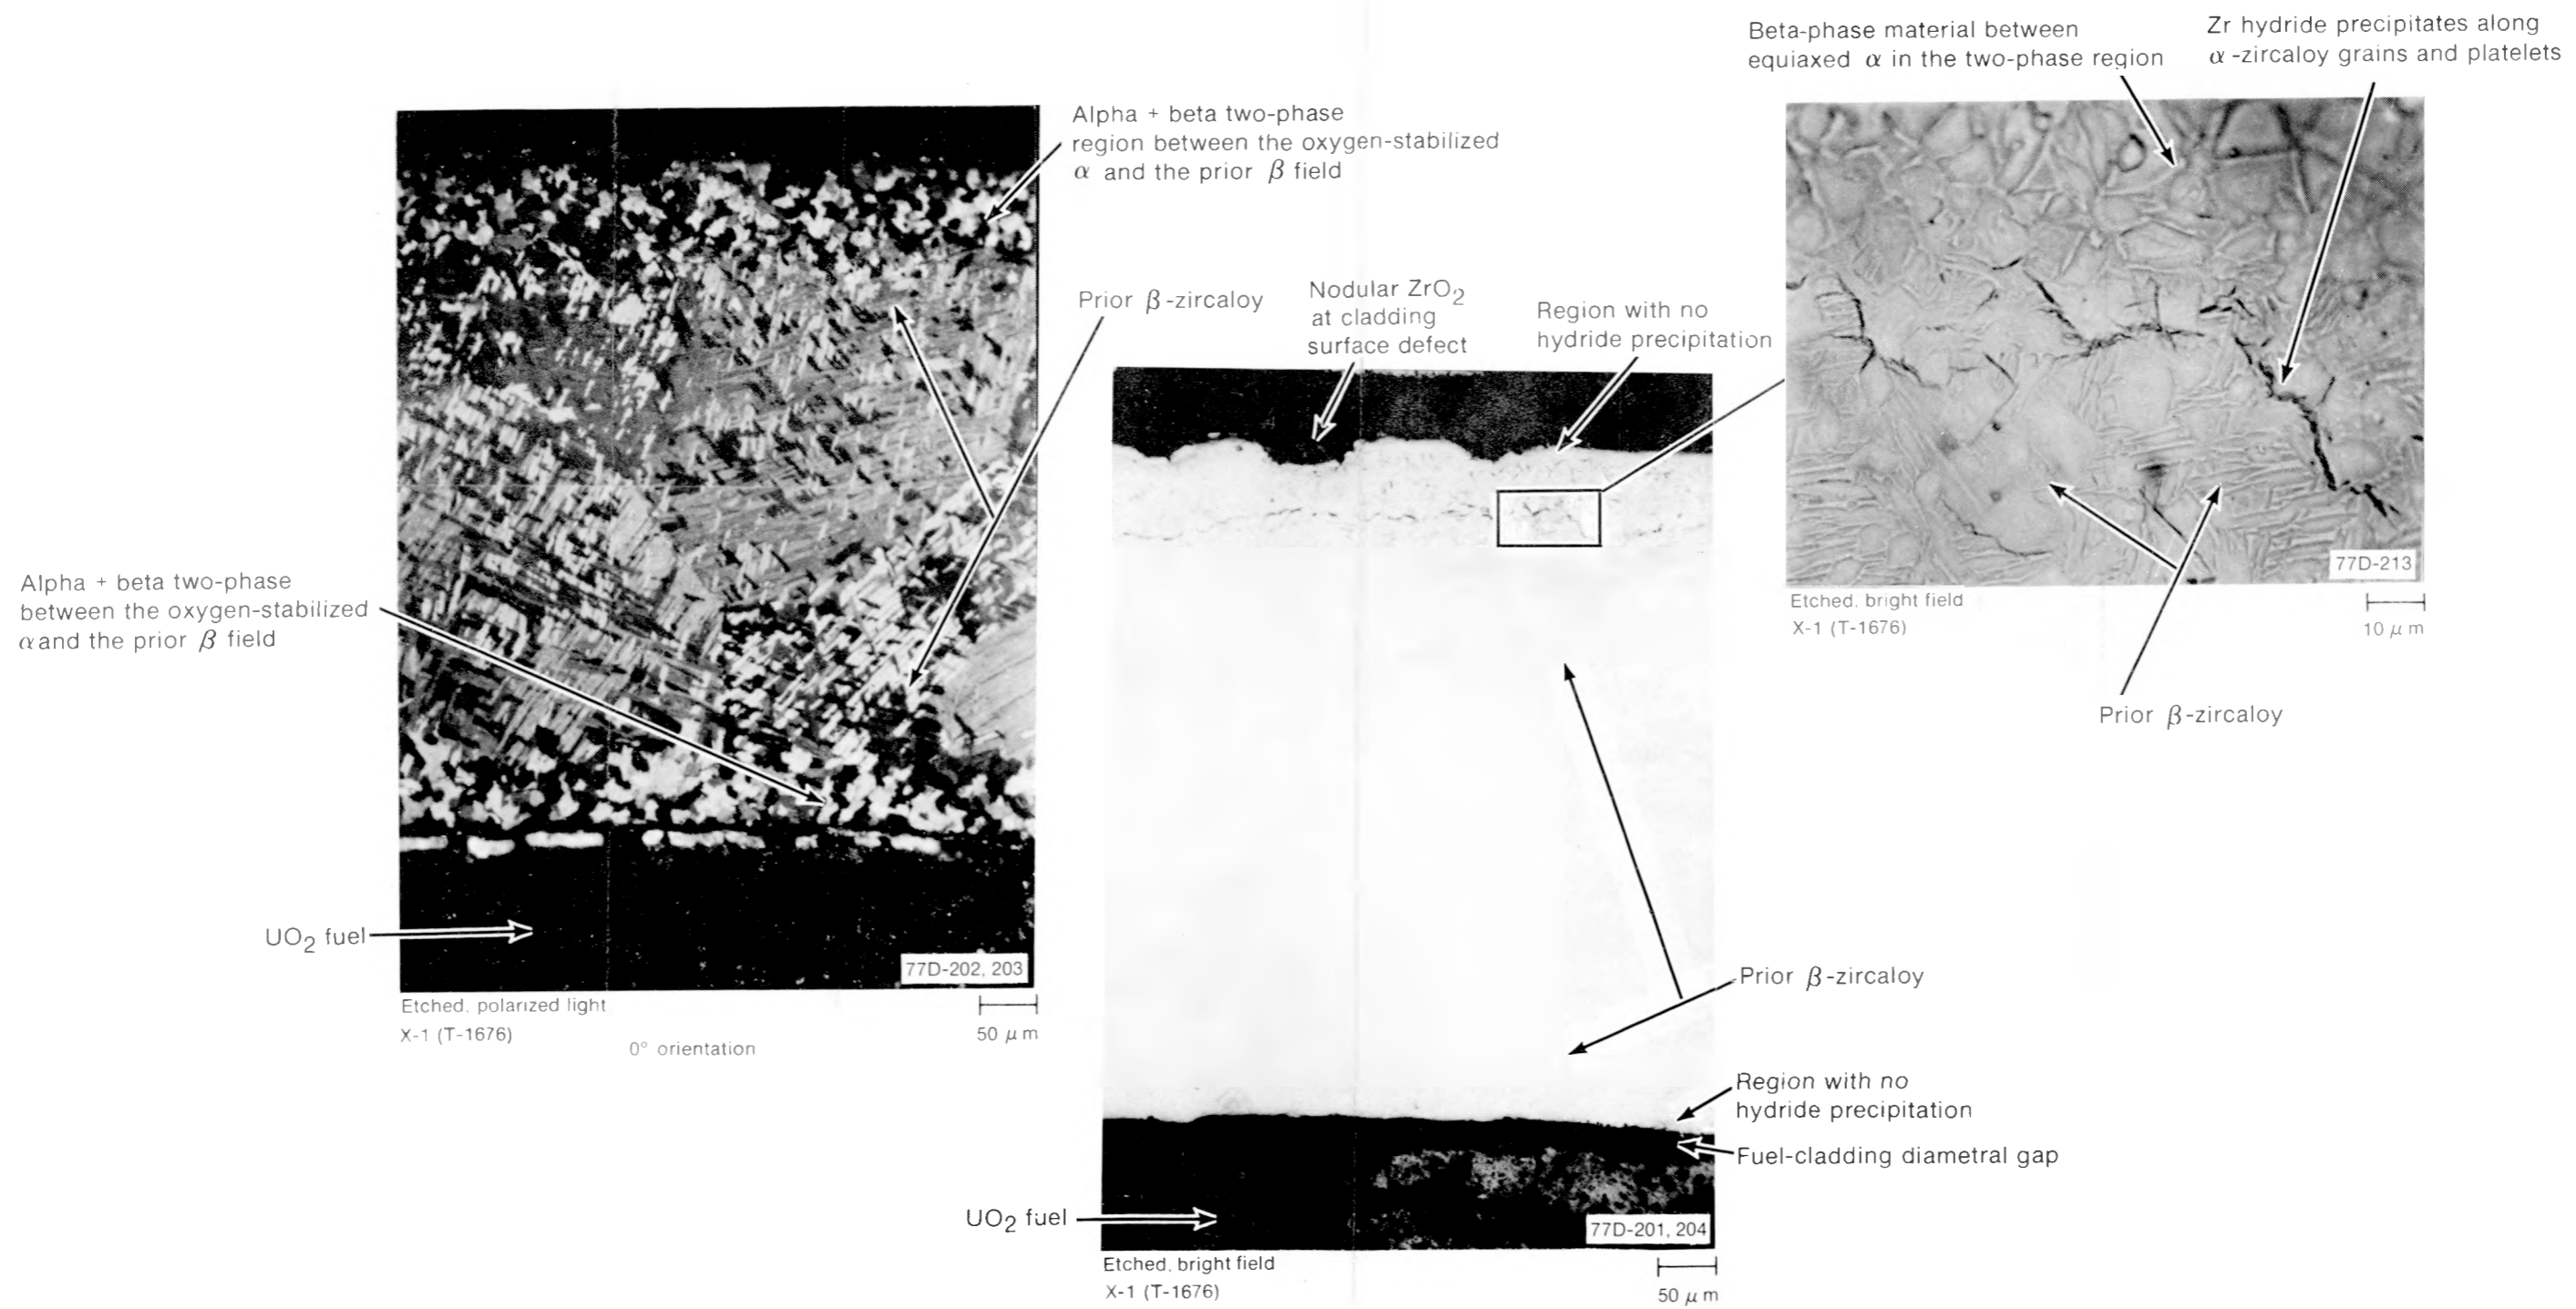 Beta-phase material between
equiaxed α in the two-phase region
Zr hydride precipitates along
α-zircaloy grains and platelets
Alpha + beta two-phase
region between the oxygen-stabilized
α and the prior β field
Prior β-zircaloy
Nodular ZrO2
at cladding
surface defect
Region with no
hydride precipitation
Alpha + beta two-phase
between the oxygen-stabilized
α and the prior β field
UO2 fuel
77D-202, 203
Etched, polarized light
X-1 (T-1676)
0° orientation
50 μm
77D-213
Etched, bright field
X-1 (T-1676)
10 μm
Prior β-zircaloy
Prior β-zircaloy
Region with no
hydride precipitation
Fuel-cladding diametral gap
UO2 fuel
77D-201, 204
Etched, bright field
X-1 (T-1676)
50 μm